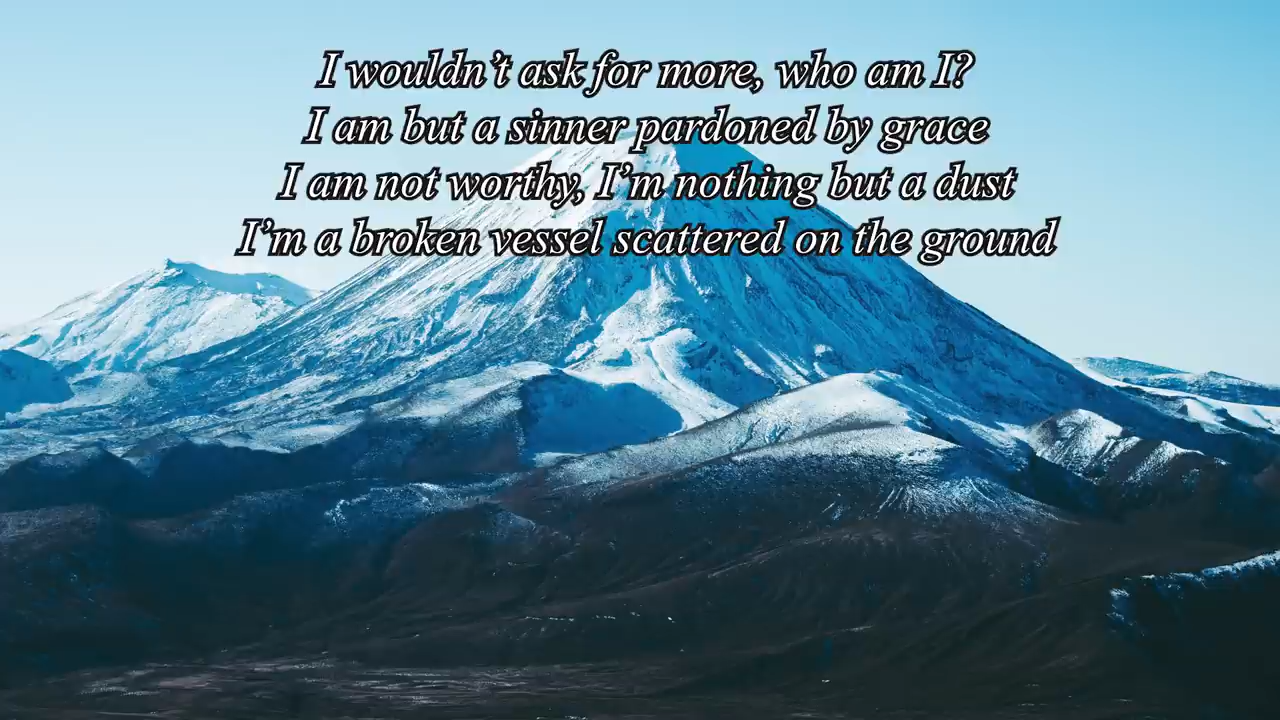 I wouldn’t ask for more, who am I?
I am but a sinner pardoned by grace
I am not worthy, I’m nothing but a dust
I’m a broken vessel scattered on the ground